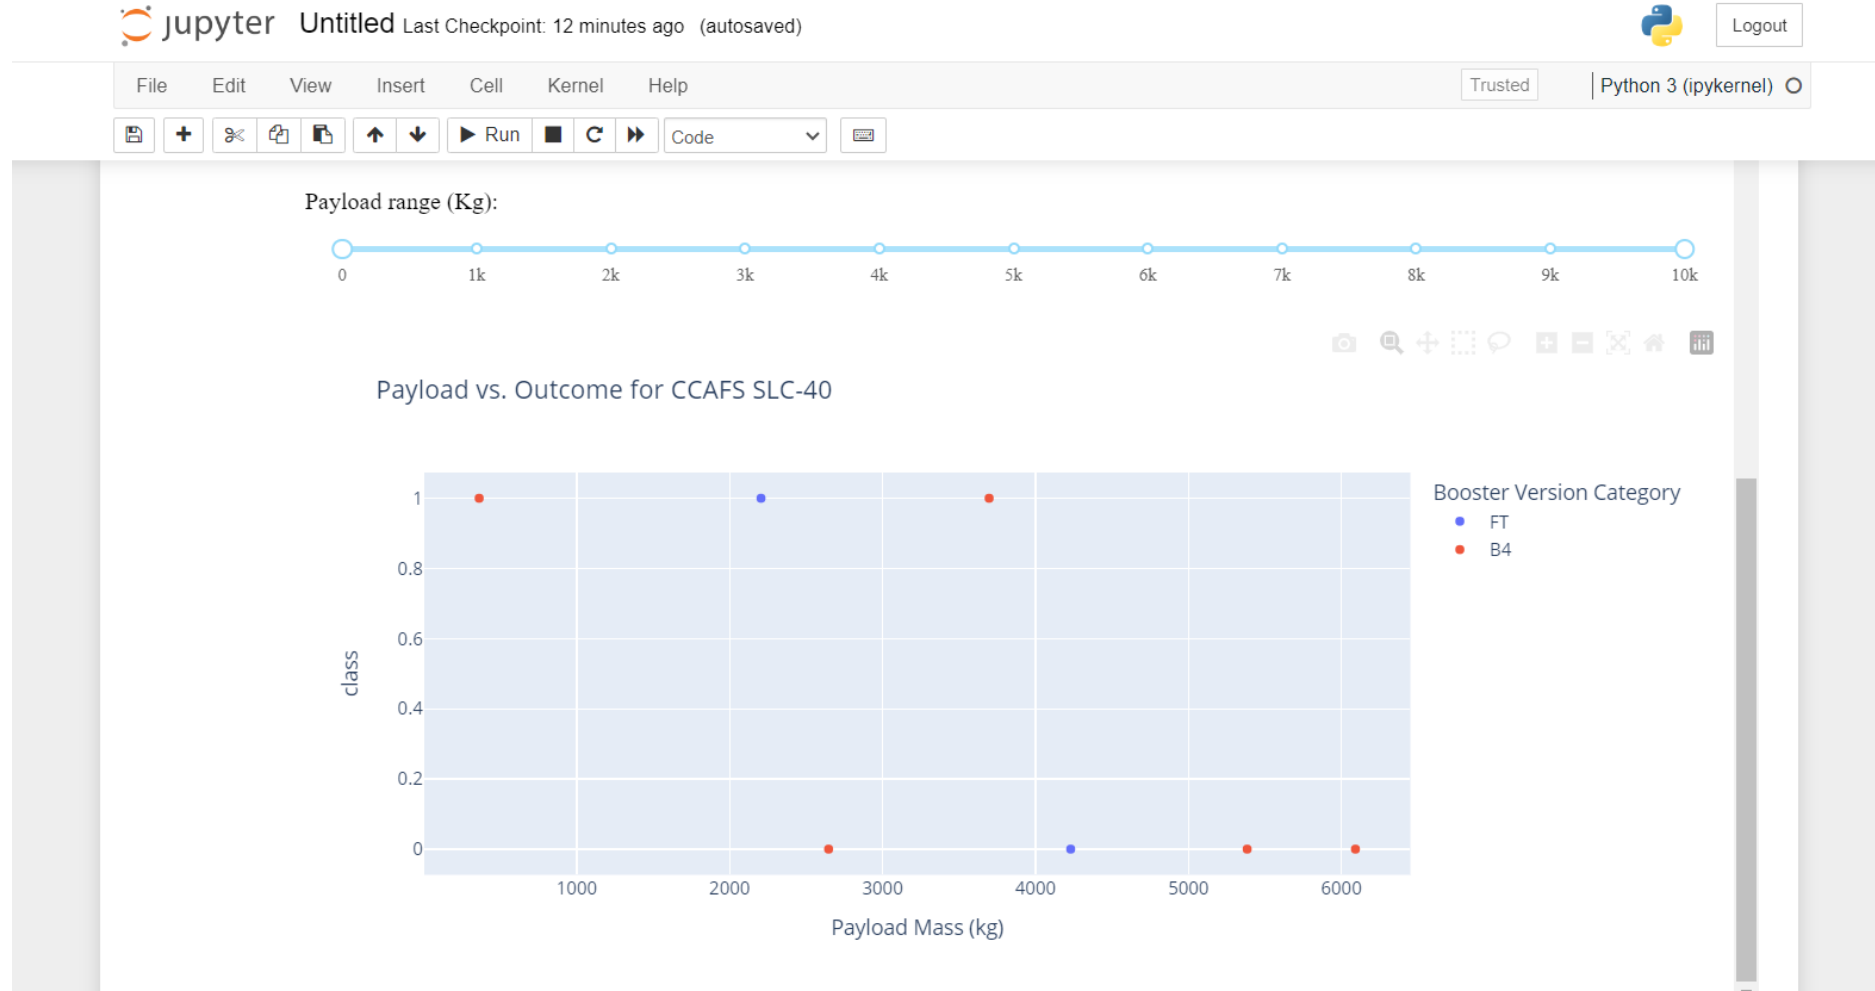 jupyter Untitled Last Checkpoint: 12 minutes ago (autosaved) Logout
File Edit View Insert Cell Kernel Help Trusted Python 3 (ipykernel)
Run Code
Payload range (Kg):
0 1k 2k 3k 4k 5k 6k 7k 8k 9k 10k
Payload vs. Outcome for CCAFS SLC-40
1
0.8
0.6
0.4
0.2
0
class
1000 2000 3000 4000 5000 6000
Payload Mass (kg)
Booster Version Category
FT
B4